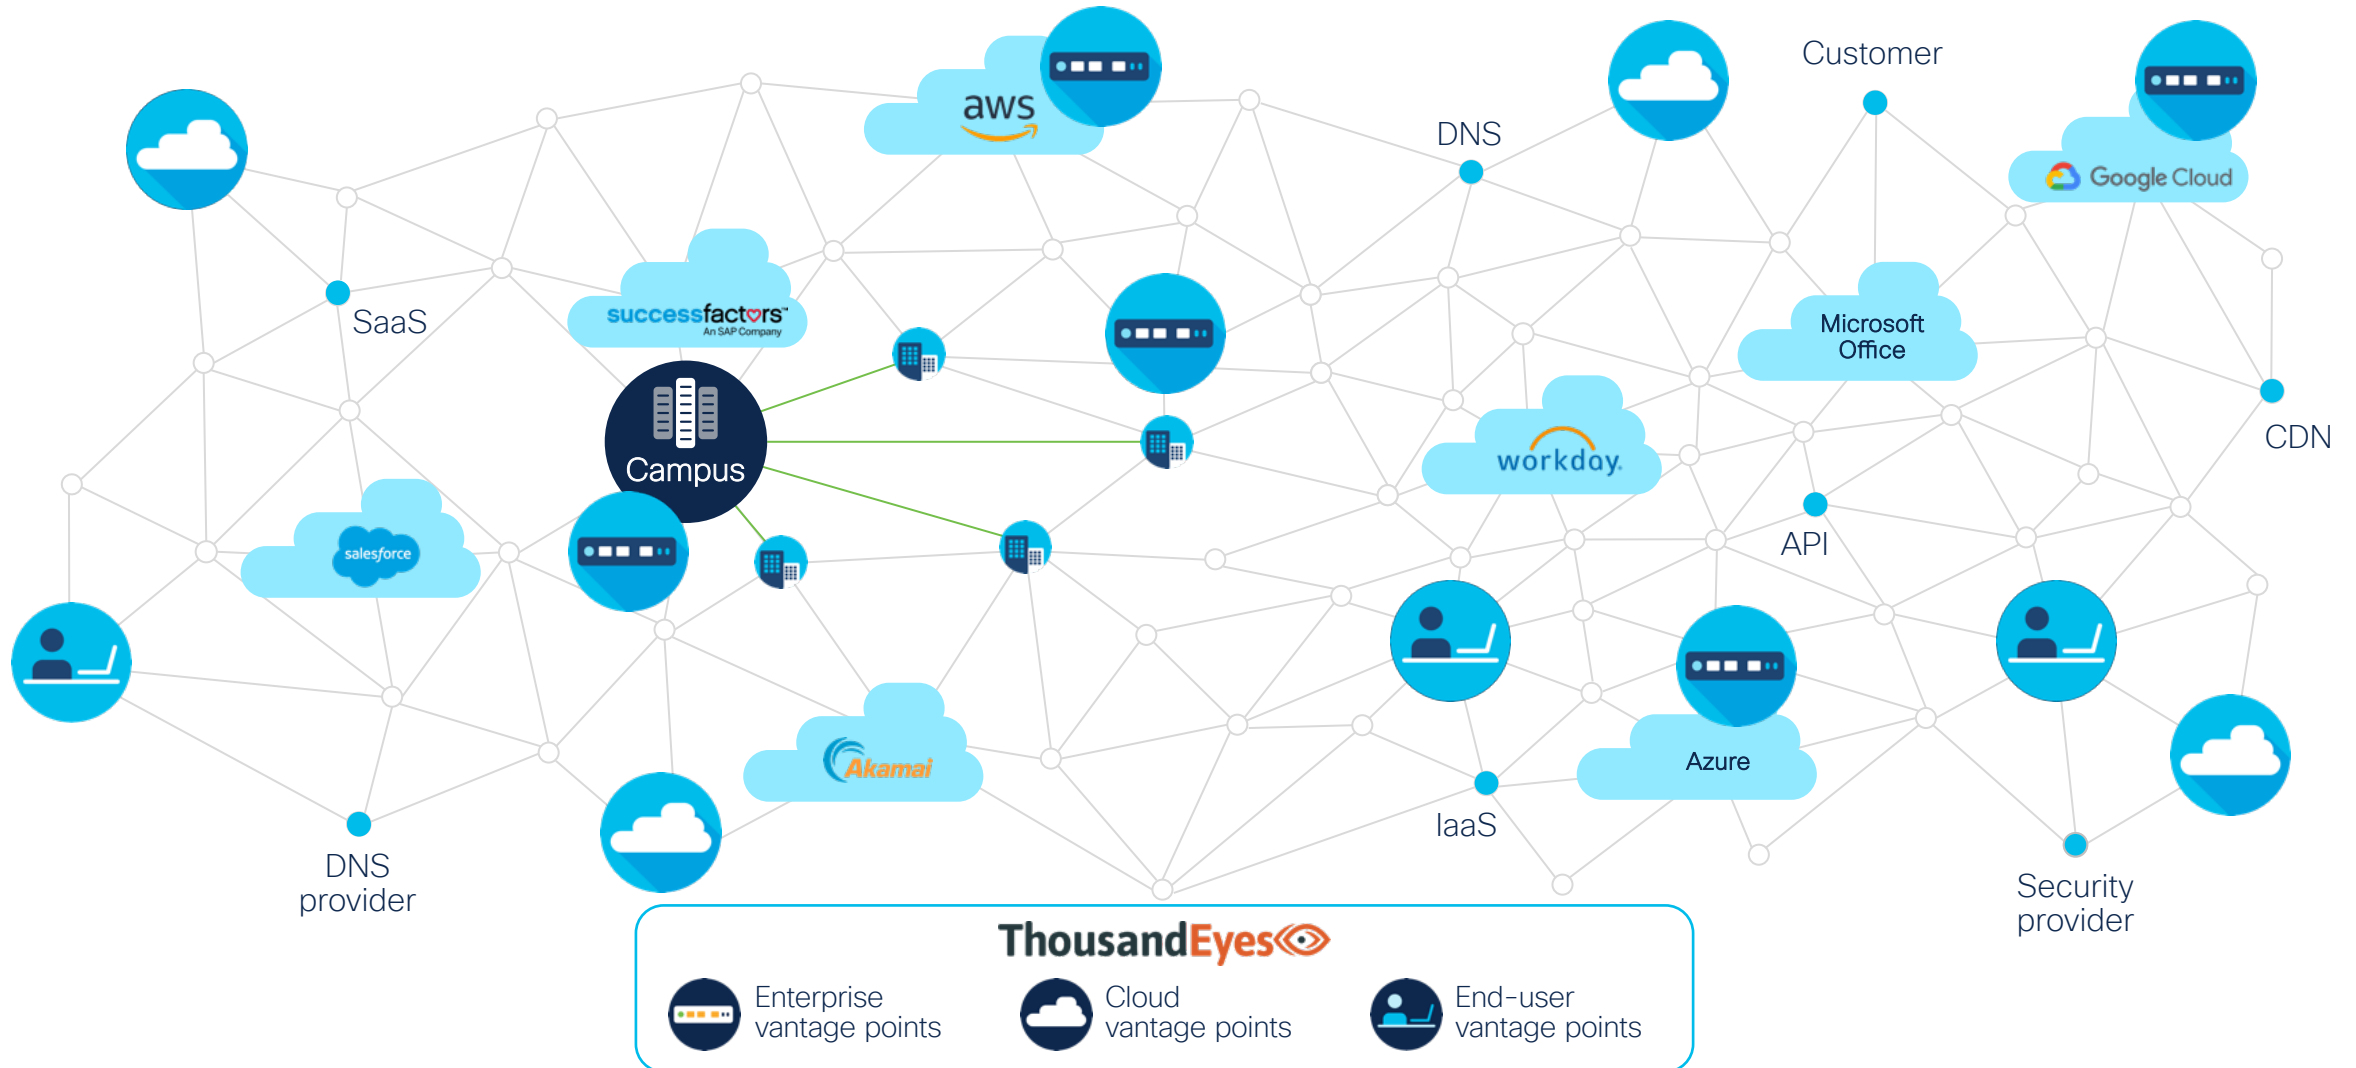 Customer
aws
DNS
Google Cloud
SaaS
successfactors™
An SAP Company
Microsoft
Office
CDN
Campus
workday.
salesforce
API
Akamai
Azure
IaaS
DNS
provider
Security
provider
ThousandEyes
Enterprise
vantage points
Cloud
vantage points
End-user
vantage points